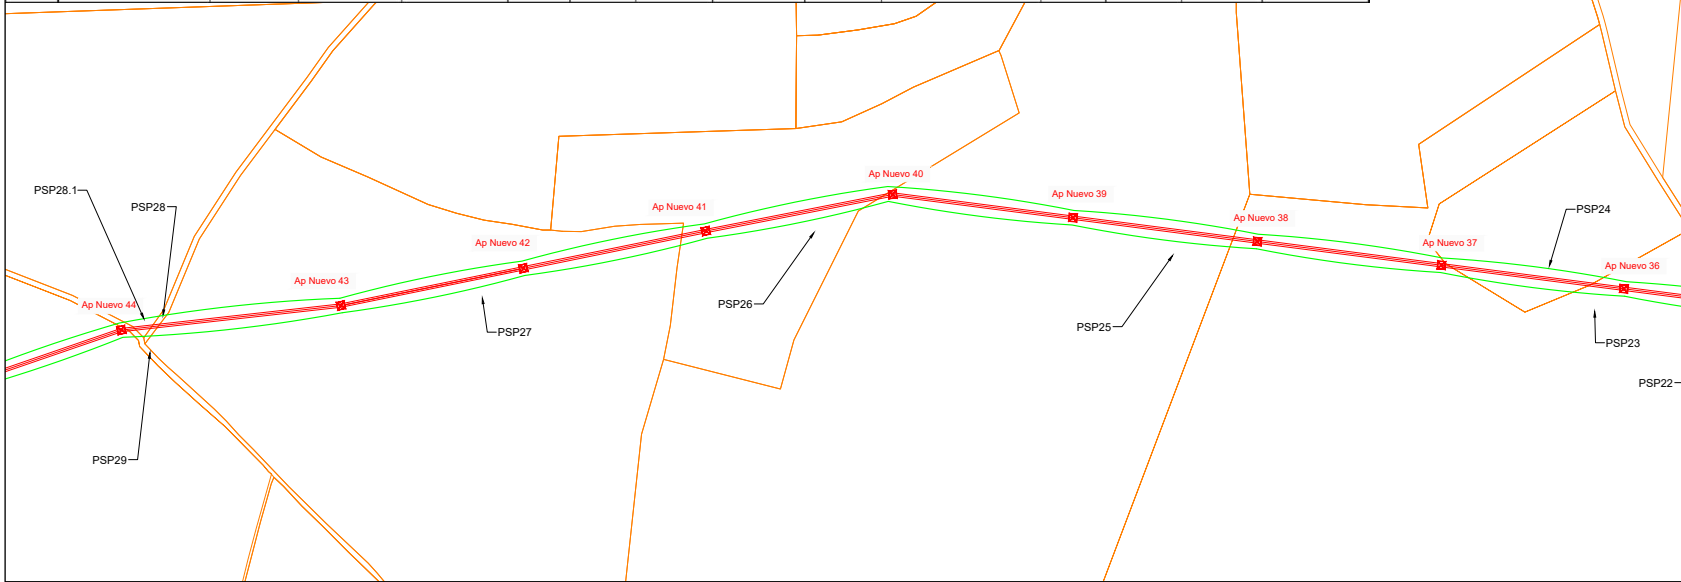 Ap Nuevo 40
PSP28.1
Ap Nuevo 39
PSP28
Ap Nuevo 41
PSP24
Ap Nuevo 38
Ap Nuevo 42
Ap Nuevo 37
Ap Nuevo 36
Ap Nuevo 43
Ap Nuevo 44
PSP26
PSP25
PSP27
PSP23
PSP22
PSP29